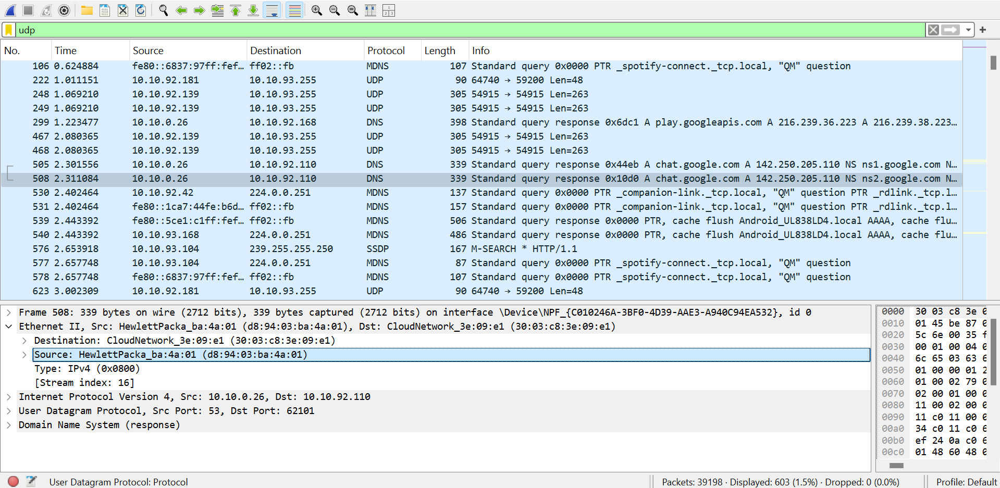 udp
No. Time Source Destination Protocol Length Info
106 0.624884 fe80::6837:97ff:fef… ff02::fb MDNS 107 Standard query 0x0000 PTR _spotify-connect._tcp.local, "QM" question
222 1.011151 10.10.92.181 10.10.93.255 UDP 90 64740 → 59200 Len=48
248 1.069210 10.10.92.139 10.10.93.255 UDP 305 54915 → 54915 Len=263
249 1.069210 10.10.92.139 10.10.93.255 UDP 305 54915 → 54915 Len=263
299 1.223477 10.10.0.26 10.10.92.168 DNS 398 Standard query response 0x6dc1 A play.googleapis.com A 216.239.36.223 A 216.239.38.223…
467 2.080365 10.10.92.139 10.10.93.255 UDP 305 54915 → 54915 Len=263
468 2.080365 10.10.92.139 10.10.93.255 UDP 305 54915 → 54915 Len=263
505 2.301556 10.10.0.26 10.10.92.110 DNS 339 Standard query response 0x44eb A chat.google.com A 142.250.205.110 NS ns1.google.com N…
508 2.311084 10.10.0.26 10.10.92.110 DNS 339 Standard query response 0x10d0 A chat.google.com A 142.250.205.110 NS ns2.google.com N…
530 2.402464 10.10.92.42 224.0.0.251 MDNS 137 Standard query 0x0000 PTR _companion-link._tcp.local, "QM" question PTR _rdlink._tcp.l…
531 2.402464 fe80::1ca7:44fe:b6d… ff02::fb MDNS 157 Standard query 0x0000 PTR _companion-link._tcp.local, "QM" question PTR _rdlink._tcp.l…
539 2.443392 fe80::5ce1:c1ff:fef… ff02::fb MDNS 506 Standard query response 0x0000 PTR, cache flush Android_UL838LD4.local AAAA, cache flu…
540 2.443392 10.10.93.168 224.0.0.251 MDNS 486 Standard query response 0x0000 PTR, cache flush Android_UL838LD4.local AAAA, cache flu…
576 2.653918 10.10.93.104 239.255.255.250 SSDP 167 M-SEARCH * HTTP/1.1
577 2.657748 10.10.93.104 224.0.0.251 MDNS 87 Standard query 0x0000 PTR _spotify-connect._tcp.local, "QM" question
578 2.657748 fe80::6837:97ff:fef… ff02::fb MDNS 107 Standard query 0x0000 PTR _spotify-connect._tcp.local, "QM" question
623 3.002309 10.10.92.181 10.10.93.255 UDP 90 64740 → 59200 Len=48
Frame 508: 339 bytes on wire (2712 bits), 339 bytes captured (2712 bits) on interface \Device\NPF_{C010246A-3BF0-4D39-AAE3-A940C94EA532}, id 0
Ethernet II, Src: HewlettPacka_ba:4a:01 (d8:94:03:ba:4a:01), Dst: CloudNetwork_3e:09:e1 (30:03:c8:3e:09:e1)
Destination: CloudNetwork_3e:09:e1 (30:03:c8:3e:09:e1)
Source: HewlettPacka_ba:4a:01 (d8:94:03:ba:4a:01)
Type: IPv4 (0x0800)
[Stream index: 16]
Internet Protocol Version 4, Src: 10.10.0.26, Dst: 10.10.92.110
User Datagram Protocol, Src Port: 53, Dst Port: 62101
Domain Name System (response)
0000 30 03 c8 3e
0010 01 45 be 87
0020 5c 6e 00 35
0030 00 01 00 04
0040 6c 65 03 63
0050 01 00 00 01
0060 01 00 02 79
0070 02 00 01 00
0080 11 00 02 00
0090 11 c0 11 00
00a0 34 c0 11 c0
00b0 ef 24 0a c0
00c0 01 48 60 48
User Datagram Protocol: Protocol
Packets: 39198 · Displayed: 603 (1.5%) · Dropped: 0 (0.0%)
Profile: Default